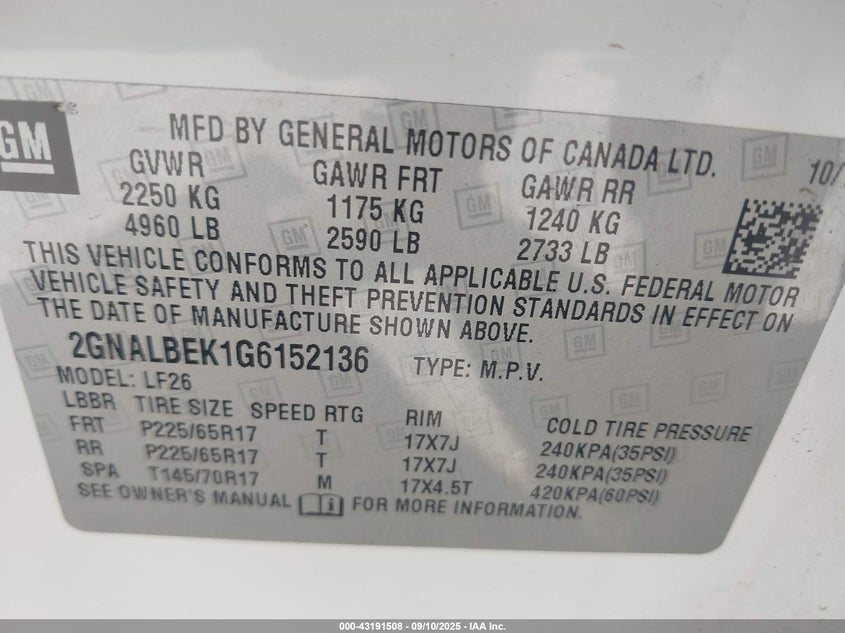 GM
MFD BY GENERAL MOTORS OF CANADA LTD.
10/
GVWR GAWR FRT GAWR RR
2250 KG 1175 KG 1240 KG
4960 LB 2590 LB 2733 LB
THIS VEHICLE CONFORMS TO ALL APPLICABLE U.S. FEDERAL MOTOR
VEHICLE SAFETY AND THEFT PREVENTION STANDARDS IN EFFECT ON
THE DATE OF MANUFACTURE SHOWN ABOVE.
2GNALBEK1G6152136 TYPE: M.P.V.
MODEL: LF26
LBBR TIRE SIZE SPEED RTG RIM COLD TIRE PRESSURE
FRT P225/65R17 T 17X7J 240KPA(35PSI)
RR P225/65R17 T 17X7J 240KPA(35PSI)
SPA T145/70R17 M 17X4.5T 420KPA(60PSI)
SEE OWNER'S MANUAL FOR MORE INFORMATION.
000-43191508 - 09/10/2025 - IAA Inc.